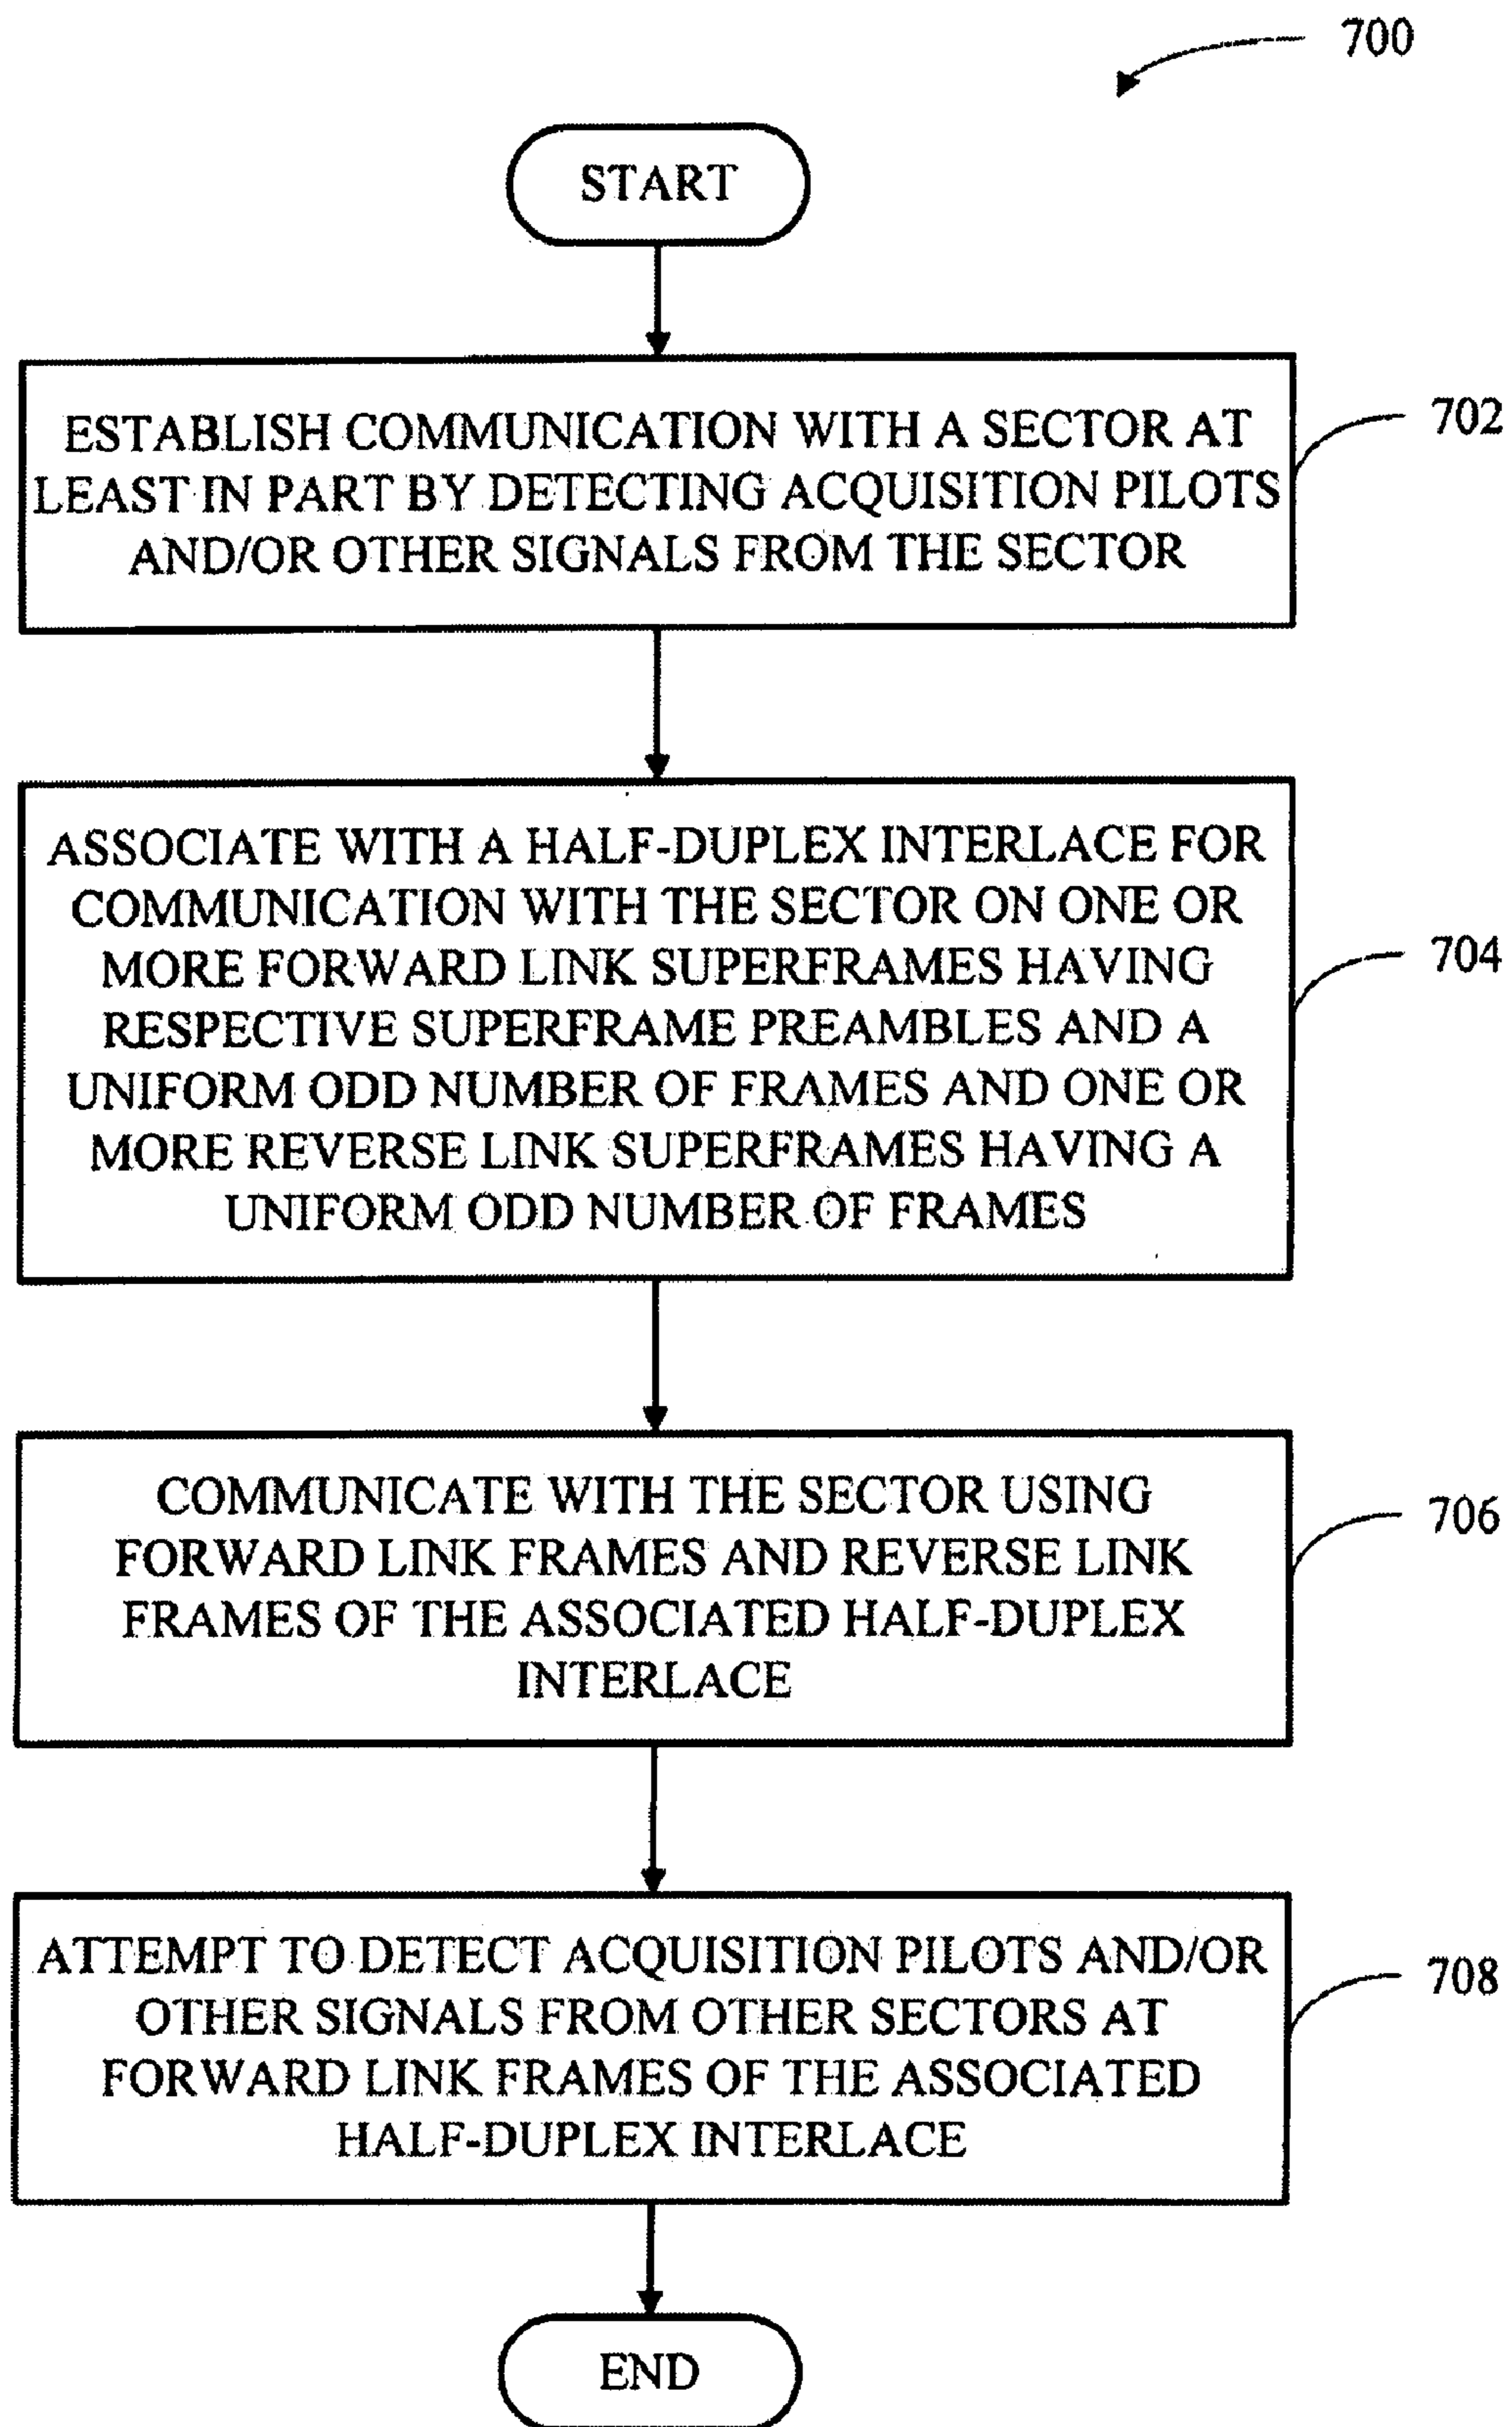 700
START
ESTABLISH COMMUNICATION WITH A SECTOR AT
LEAST IN PART BY DETECTING ACQUISITION PILOTS
AND/OR OTHER SIGNALS FROM THE SECTOR
702
ASSOCIATE WITH A HALF-DUPLEX INTERLACE FOR
COMMUNICATION WITH THE SECTOR ON ONE OR
MORE FORWARD LINK SUPERFRAMES HAVING
RESPECTIVE SUPERFRAME PREAMBLES AND A
UNIFORM ODD NUMBER OF FRAMES AND ONE OR
MORE REVERSE LINK SUPERFRAMES HAVING A
UNIFORM ODD NUMBER OF FRAMES
704
COMMUNICATE WITH THE SECTOR USING
FORWARD LINK FRAMES AND REVERSE LINK
FRAMES OF THE ASSOCIATED HALF-DUPLEX
INTERLACE
706
ATTEMPT TO DETECT ACQUISITION PILOTS AND/OR
OTHER SIGNALS FROM OTHER SECTORS AT
FORWARD LINK FRAMES OF THE ASSOCIATED
HALF-DUPLEX INTERLACE
708
END